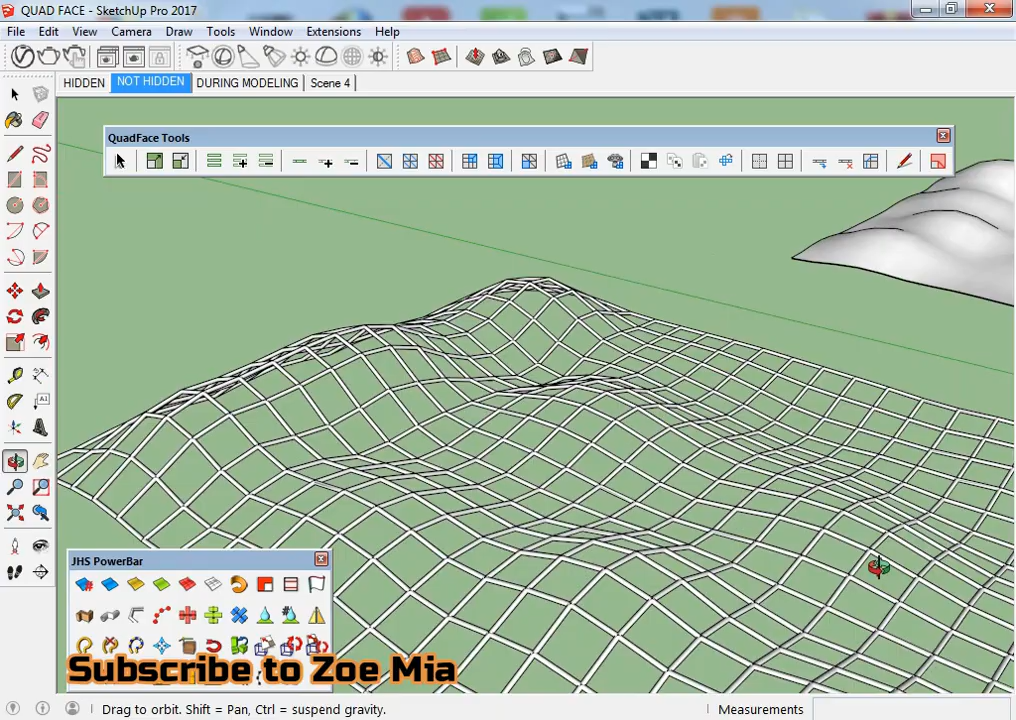 QUAD FACE - SketchUp Pro 2017
File Edit View Camera Draw Tools Window Extensions Help
HIDDEN NOT HIDDEN DURING MODELING Scene 4
QuadFace Tools
A1
JHS PowerBar
Subscribe to Zoe Mia
Drag to orbit. Shift = Pan, Ctrl = suspend gravity.
Measurements